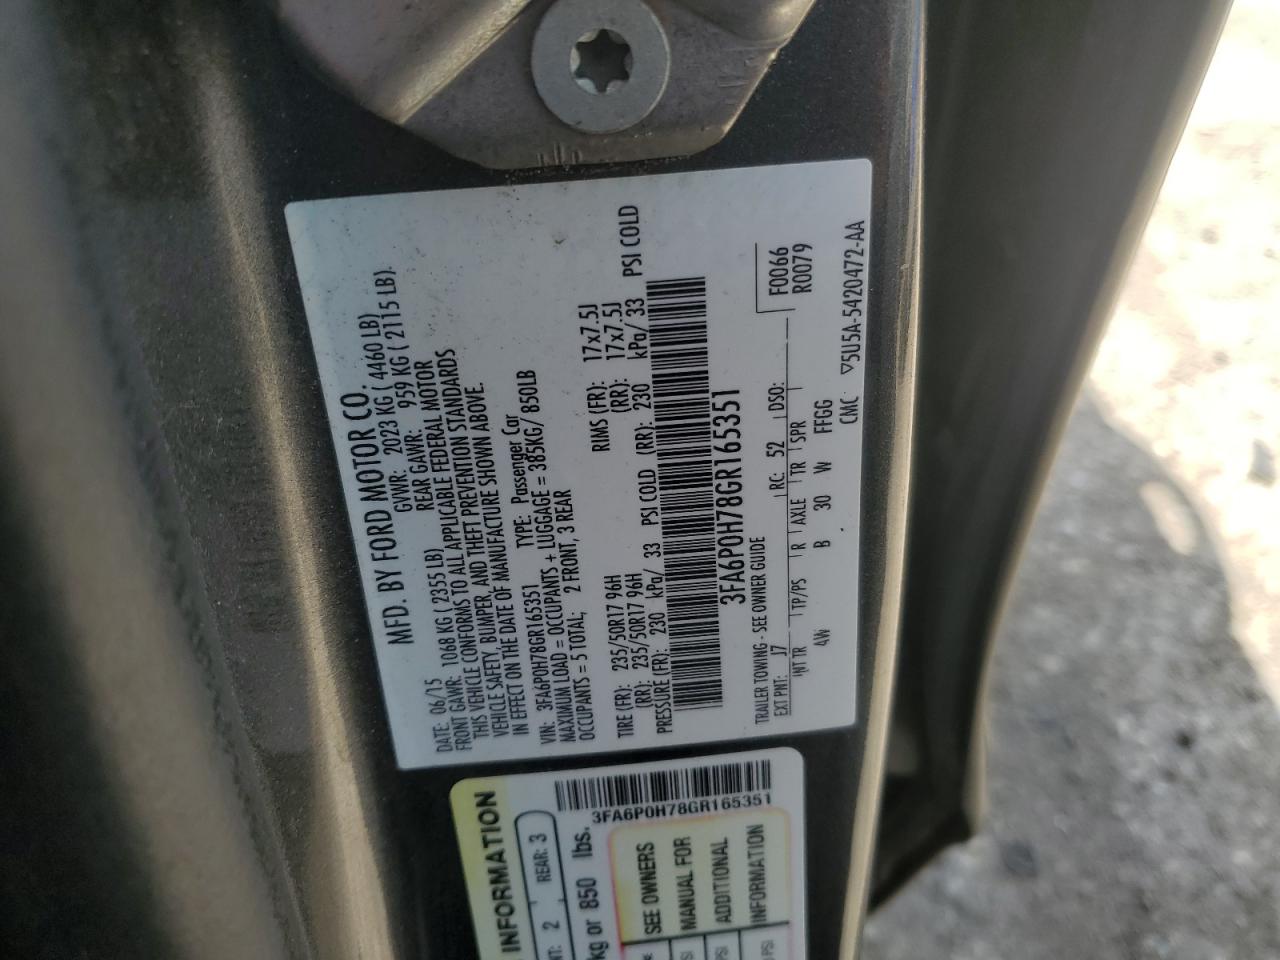 MFD. BY FORD MOTOR CO.
DATE: 06/15 GVWR: 2023 KG ( 4460 LB)
FRONT GAWR: 1068 KG ( 2355 LB) REAR GAWR: 959 KG ( 2115 LB).
THIS VEHICLE CONFORMS TO ALL APPLICABLE FEDERAL MOTOR
VEHICLE SAFETY, BUMPER, AND THEFT PREVENTION STANDARDS
IN EFFECT ON THE DATE OF MANUFACTURE SHOWN ABOVE.
VIN: 3FA6P0H78GR165351 TYPE: Passenger Car
MAXIMUM LOAD = OCCUPANTS + LUGGAGE = 385KG/ 850LB
OCCUPANTS = 5 TOTAL; 2 FRONT, 3 REAR
TIRE (FR): 235/50R17 96H RIMS (FR): 17x7.5J
(RR): 235/50R17 96H (RR): 17x7.5J
PRESSURE (FR): 230 kPa/ 33 PSI COLD (RR): 230 kPa/ 33 PSI COLD
3FA6P0H78GR165351
F0066
R0079
TRAILER TOWING - SEE OWNER GUIDE
EXT PNT: J7 RC: 52 DSO:
INT TR TP/PS R AXLE TR SPR
4W B 30 W FFGG
CMC ▽5U5A-5420472-AA
INFORMATION
3FA6P0H78GR165351
2 REAR: 3
kg or 850 lbs.
SEE OWNERS
MANUAL FOR
ADDITIONAL
INFORMATION
PSI